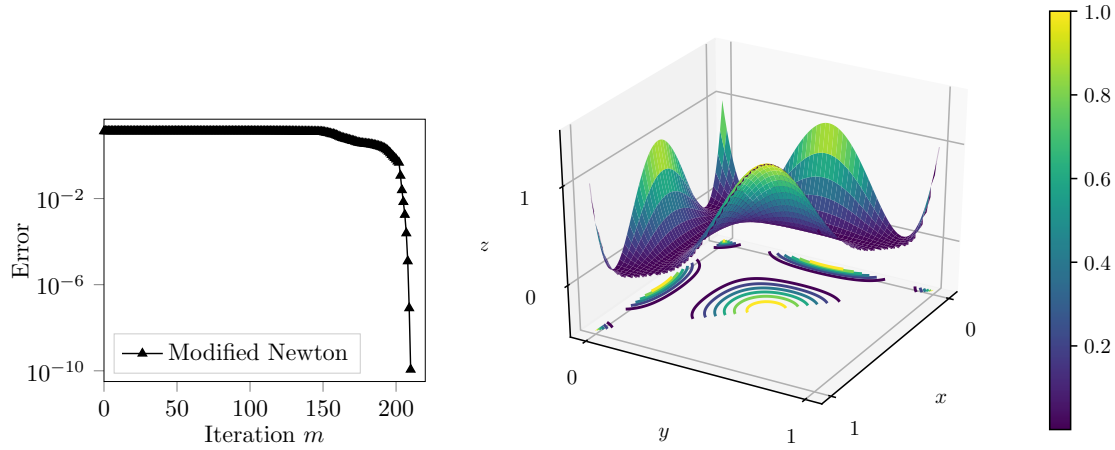 10^{-2}
10^{-6}
10^{-10}
Error
Modified Newton
0 50 100 150 200
Iteration m
1
0
z
0
1
y
0
1
x
1.0
0.8
0.6
0.4
0.2